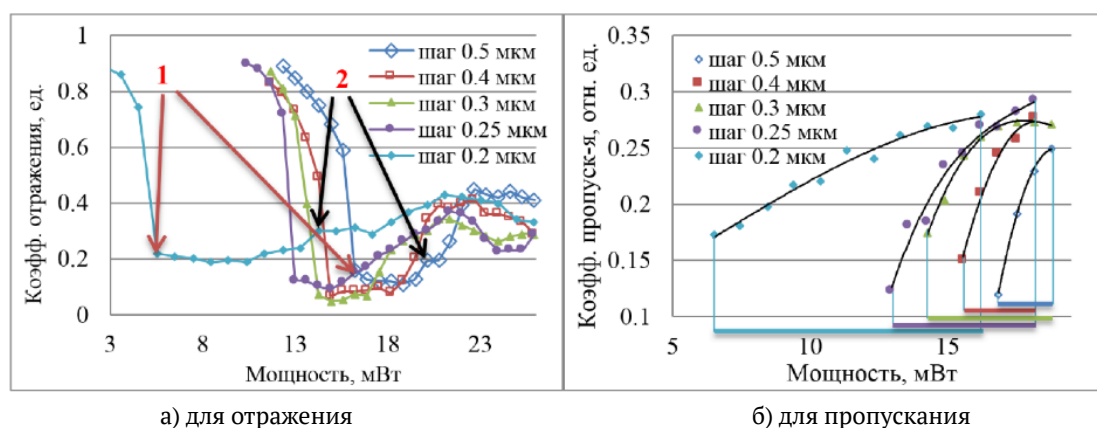 Коэфф. отражения, ед.
1
0.8
0.6
0.4
0.2
0
3
8
13
18
23
Мощность, мВт
1
2
шаг 0.5 мкм
шаг 0.4 мкм
шаг 0.3 мкм
шаг 0.25 мкм
шаг 0.2 мкм
Коэфф. пропуск-я, отн. ед.
0.35
0.3
0.25
0.2
0.15
0.1
5
10
15
Мощность, мВт
шаг 0.5 мкм
шаг 0.4 мкм
шаг 0.3 мкм
шаг 0.25 мкм
шаг 0.2 мкм
а) для отражения
б) для пропускания